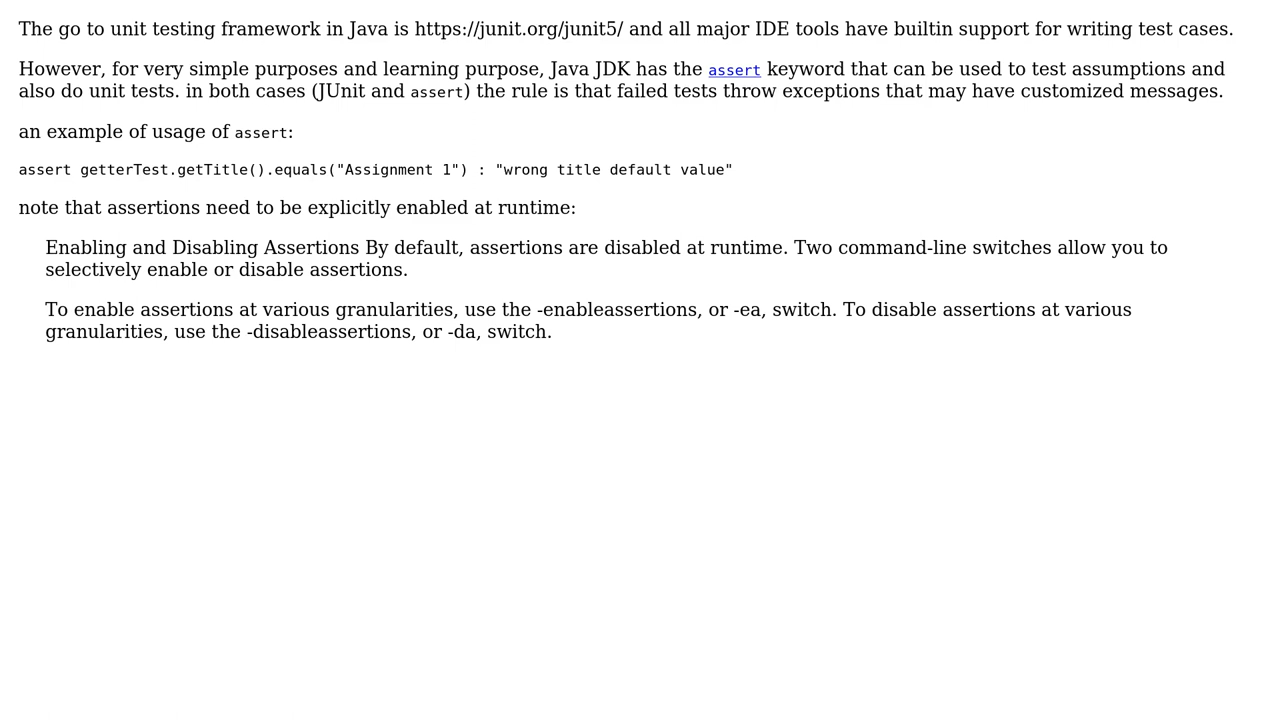 The go to unit testing framework in Java is https://junit.org/junit5/ and all major IDE tools have builtin support for writing test cases.
However, for very simple purposes and learning purpose, Java JDK has the assert keyword that can be used to test assumptions and
also do unit tests. in both cases (JUnit and assert) the rule is that failed tests throw exceptions that may have customized messages.
an example of usage of assert:
assert getterTest.getTitle().equals("Assignment 1") : "wrong title default value"
note that assertions need to be explicitly enabled at runtime:
Enabling and Disabling Assertions By default, assertions are disabled at runtime. Two command-line switches allow you to
selectively enable or disable assertions.
To enable assertions at various granularities, use the -enableassertions, or -ea, switch. To disable assertions at various
granularities, use the -disableassertions, or -da, switch.